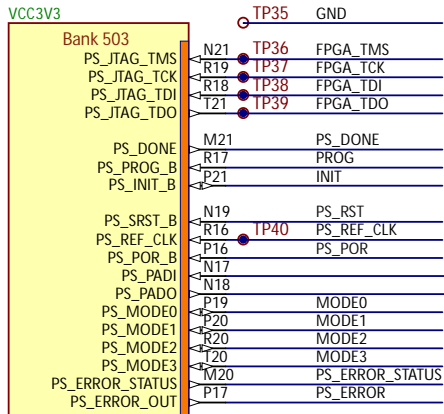 VCC3V3 TP35 GND
Bank 503
PS_JTAG_TMS N21 TP36 FPGA_TMS
PS_JTAG_TCK R19 TP37 FPGA_TCK
PS_JTAG_TDI R18 TP38 FPGA_TDI
PS_JTAG_TDO T21 TP39 FPGA_TDO
PS_DONE M21 PS_DONE
PS_PROG_B R17 PROG
PS_INIT_B P21 INIT
PS_SRST_B N19 PS_RST
PS_REF_CLK R16 TP40 PS_REF_CLK
PS_POR_B P16 PS_POR
PS_PADI N17
PS_PADO N18
PS_MODE0 P19 MODE0
PS_MODE1 P20 MODE1
PS_MODE2 R20 MODE2
PS_MODE3 T20 MODE3
PS_ERROR_STATUS M20 PS_ERROR_STATUS
PS_ERROR_OUT P17 PS_ERROR